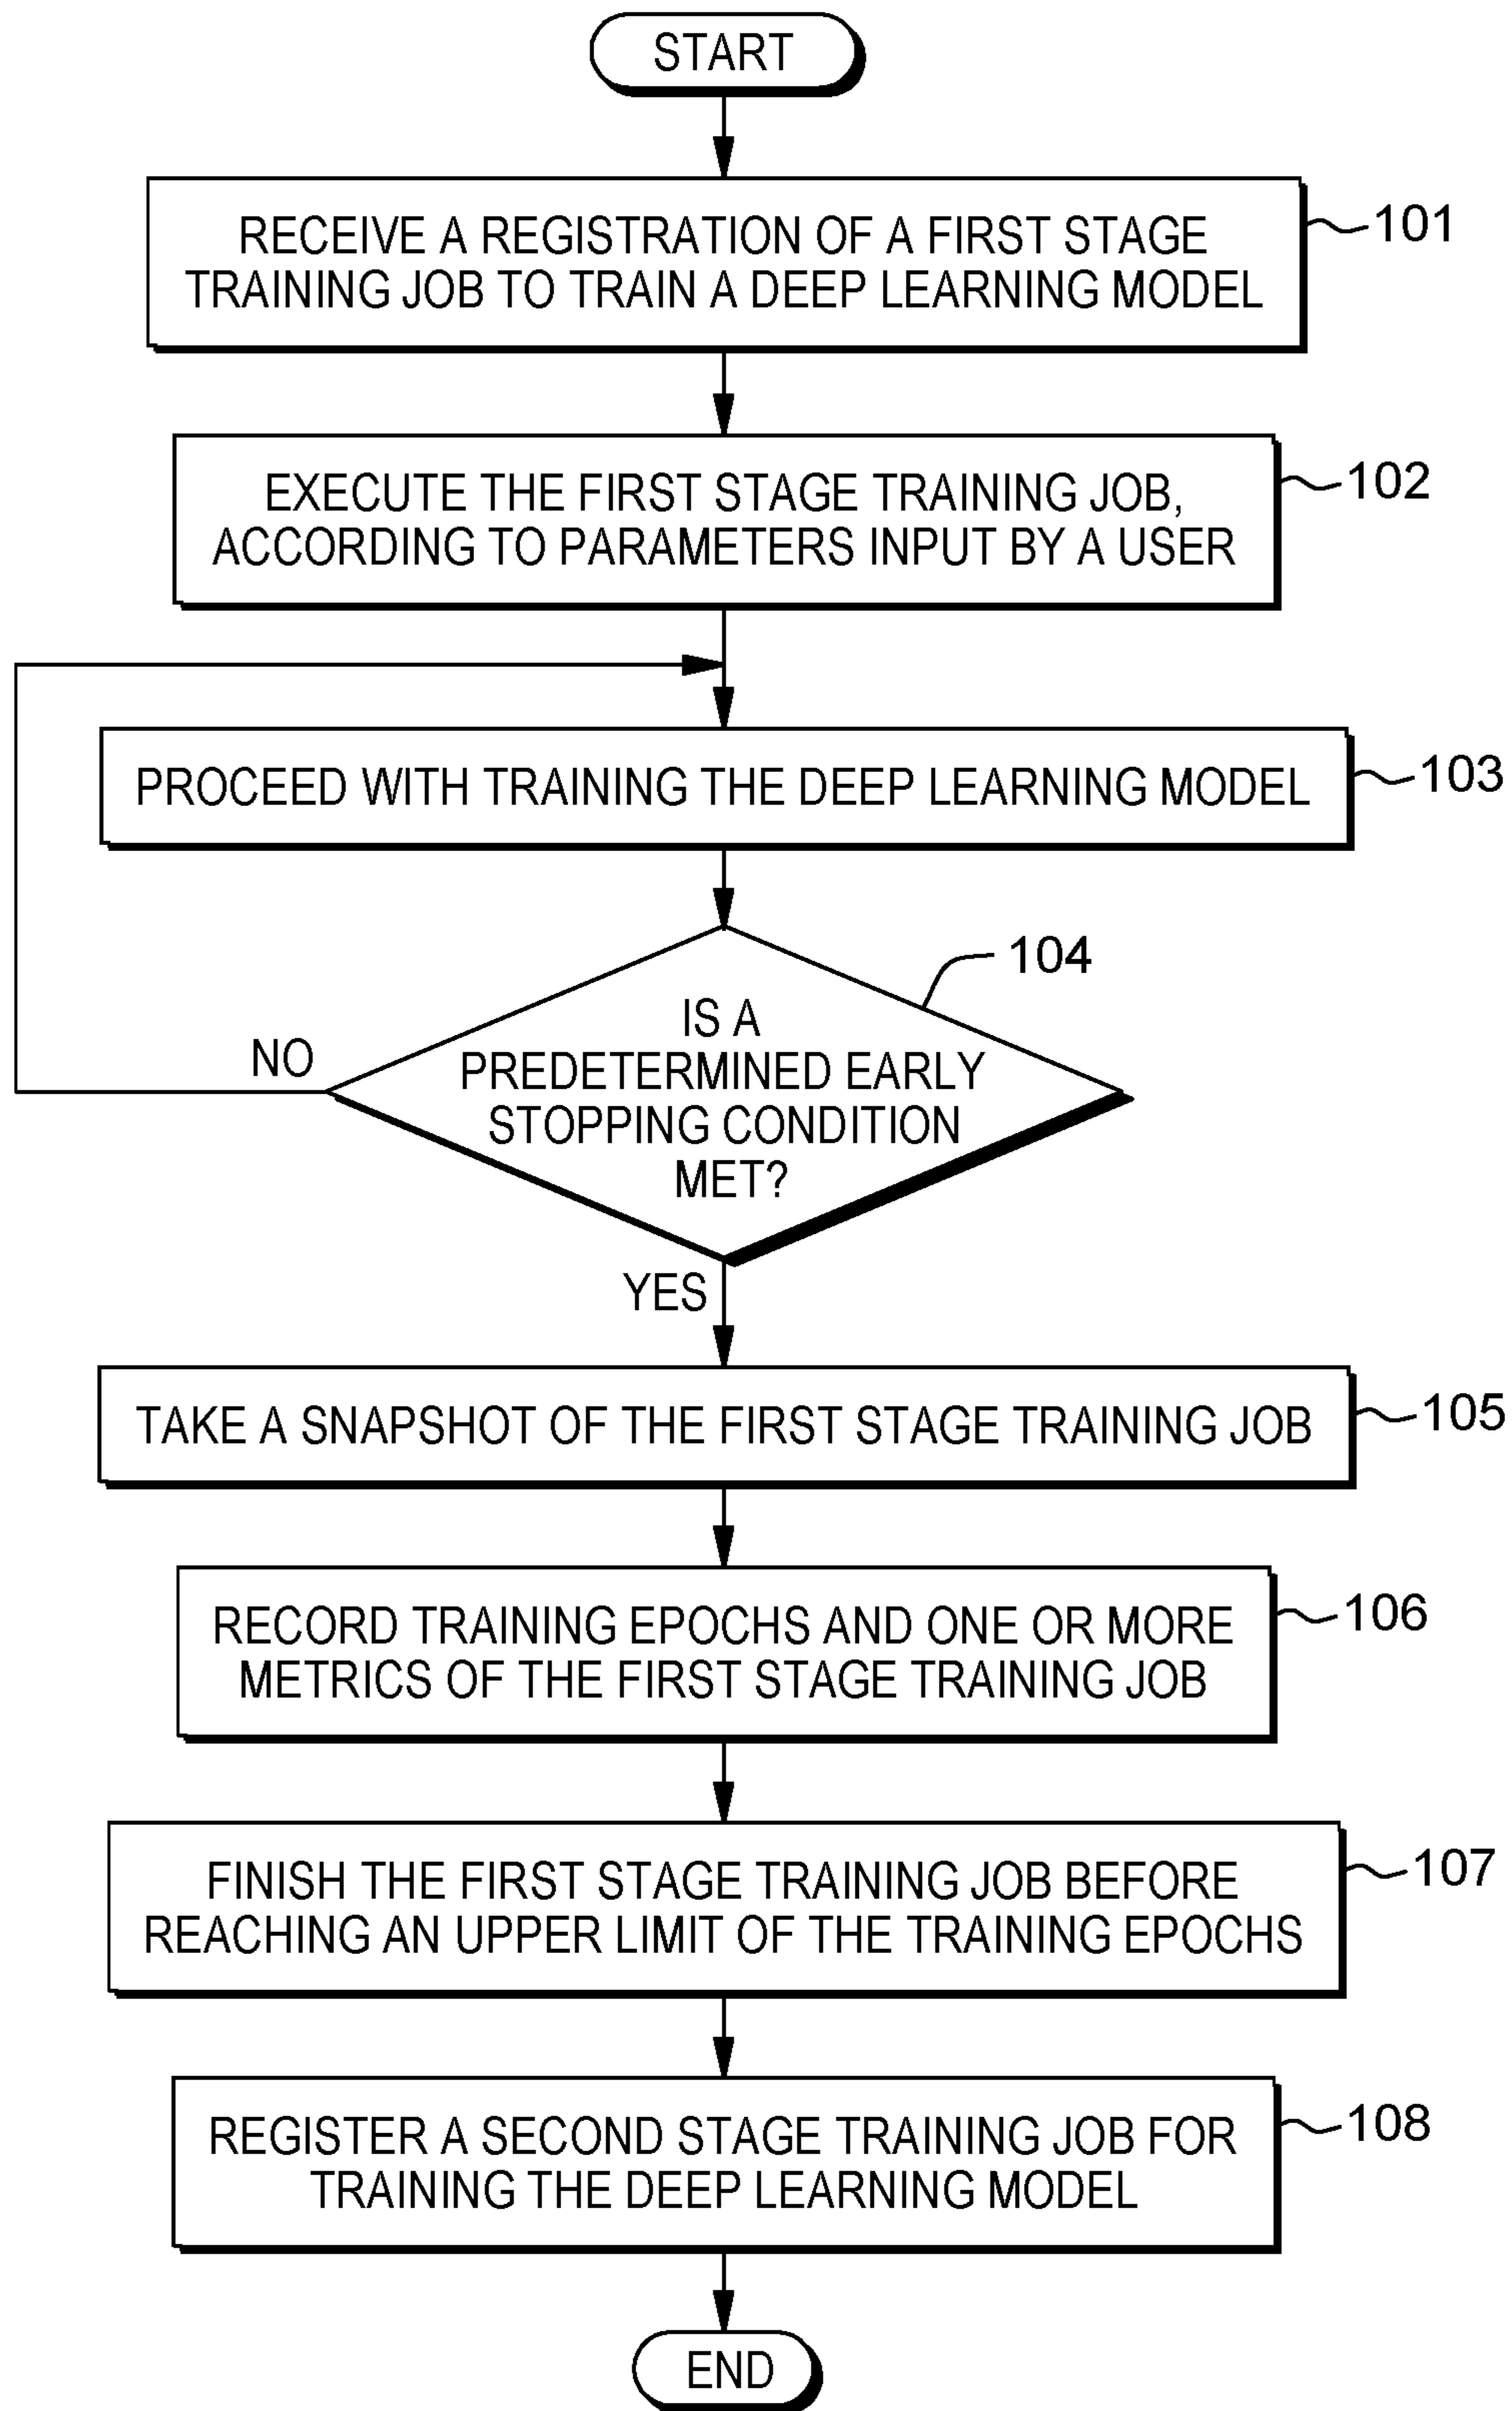 START
RECEIVE A REGISTRATION OF A FIRST STAGE
TRAINING JOB TO TRAIN A DEEP LEARNING MODEL
101
EXECUTE THE FIRST STAGE TRAINING JOB,
ACCORDING TO PARAMETERS INPUT BY A USER
102
PROCEED WITH TRAINING THE DEEP LEARNING MODEL
103
104
IS A
PREDETERMINED EARLY
STOPPING CONDITION
MET?
NO
YES
TAKE A SNAPSHOT OF THE FIRST STAGE TRAINING JOB
105
RECORD TRAINING EPOCHS AND ONE OR MORE
METRICS OF THE FIRST STAGE TRAINING JOB
106
FINISH THE FIRST STAGE TRAINING JOB BEFORE
REACHING AN UPPER LIMIT OF THE TRAINING EPOCHS
107
REGISTER A SECOND STAGE TRAINING JOB FOR
TRAINING THE DEEP LEARNING MODEL
108
END